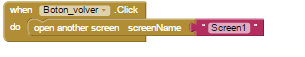 when Boton_volver .Click
do open another screen screenName " Screen1 "